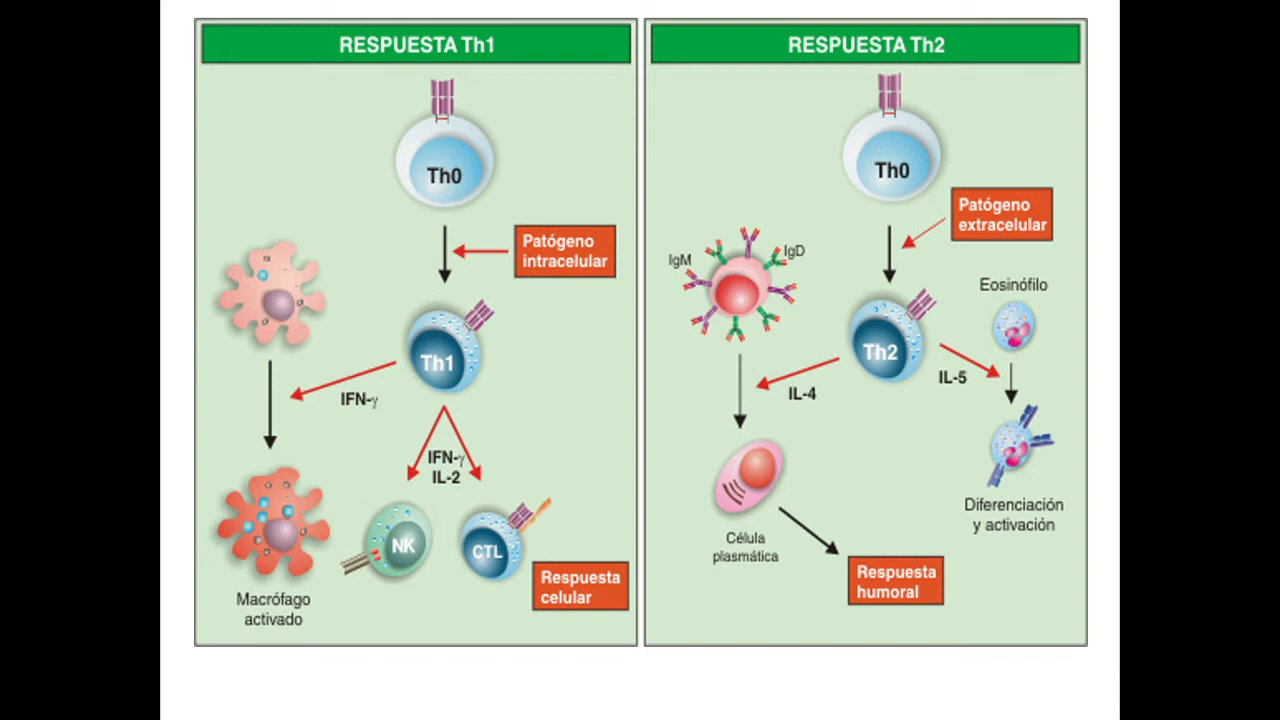 RESPUESTA Th1
Th0
Patógeno
intracelular
Th1
IFN-γ
IFN-γ
IL-2
NK
CTL
Macrófago
activado
Respuesta
celular
RESPUESTA Th2
Th0
Patógeno
extracelular
IgM
IgD
Eosinófilo
Th2
IL-4
IL-5
Célula
plasmática
Diferenciación
y activación
Respuesta
humoral